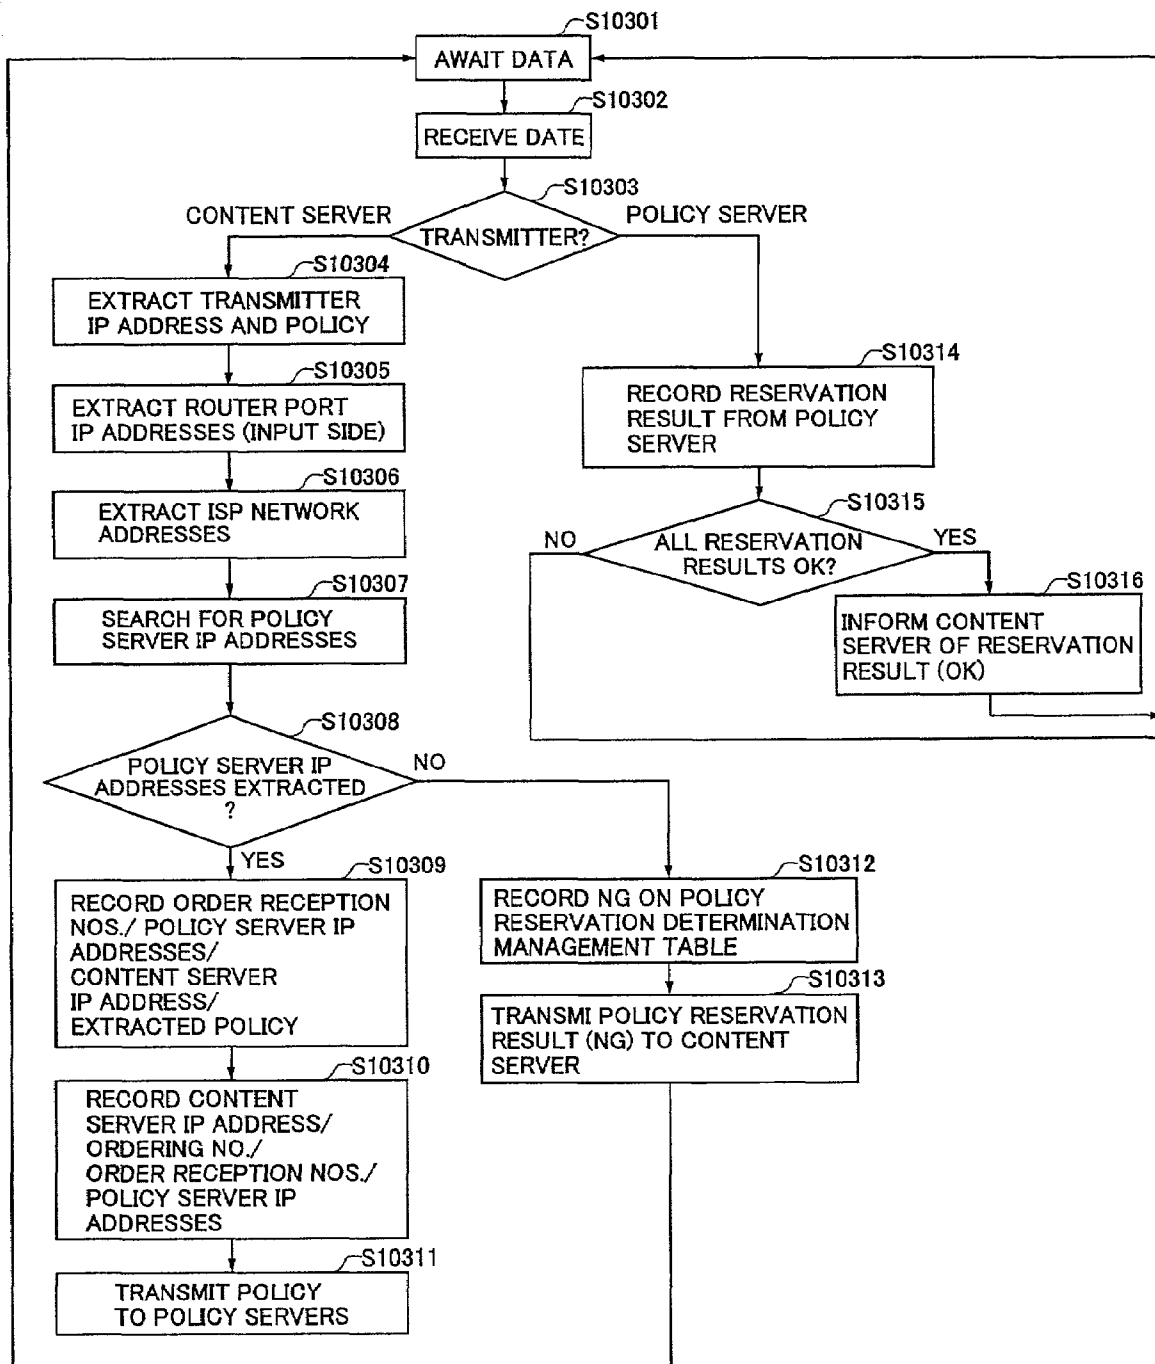 S10301
AWAIT DATA
S10302
RECEIVE DATE
S10303
CONTENT SERVER
TRANSMITTER?
POLICY SERVER
S10304
EXTRACT TRANSMITTER
IP ADDRESS AND POLICY
S10305
EXTRACT ROUTER PORT
IP ADDRESSES (INPUT SIDE)
S10306
EXTRACT ISP NETWORK
ADDRESSES
S10307
SEARCH FOR POLICY
SERVER IP ADDRESSES
S10308
POLICY SERVER IP
ADDRESSES EXTRACTED
?
NO
YES
S10309
RECORD ORDER RECEPTION
NOS./ POLICY SERVER IP
ADDRESSES/
CONTENT SERVER
IP ADDRESS/
EXTRACTED POLICY
S10310
RECORD CONTENT
SERVER IP ADDRESS/
ORDERING NO./
ORDER RECEPTION NOS./
POLICY SERVER IP
ADDRESSES
S10311
TRANSMIT POLICY
TO POLICY SERVERS
S10312
RECORD NG ON POLICY
RESERVATION DETERMINATION
MANAGEMENT TABLE
S10313
TRANSMI POLICY RESERVATION
RESULT (NG) TO CONTENT
SERVER
S10314
RECORD RESERVATION
RESULT FROM POLICY
SERVER
S10315
NO
ALL RESERVATION
RESULTS OK?
YES
S10316
INFORM CONTENT
SERVER OF RESERVATION
RESULT (OK)